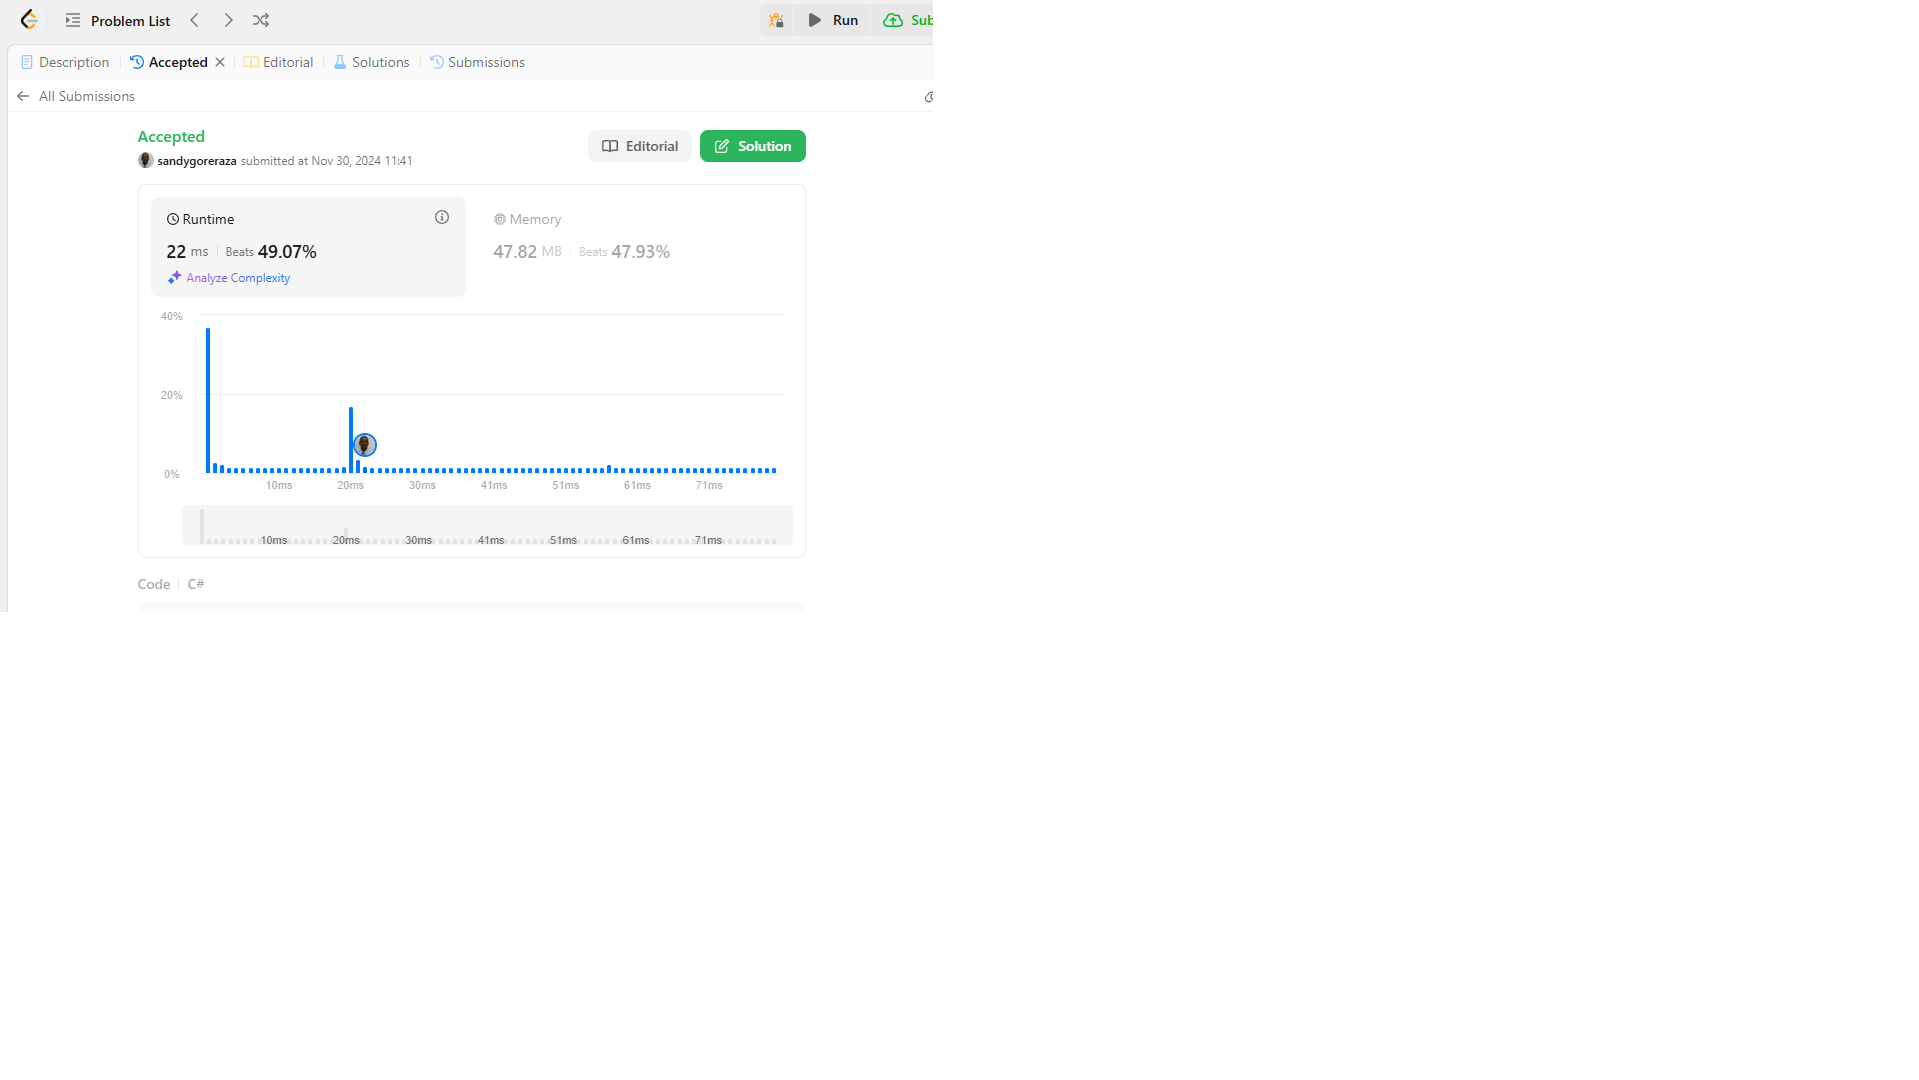 Problem List
Run
Sub
Description
Accepted
Editorial
Solutions
Submissions
All Submissions
Accepted
sandygoreraza submitted at Nov 30, 2024 11:41
Editorial
Solution
Runtime
22 ms
Beats 49.07%
Analyze Complexity
Memory
47.82 MB
Beats 47.93%
40%
20%
0%
10ms 20ms 30ms 41ms 51ms 61ms 71ms
10ms 20ms 30ms 41ms 51ms 61ms 71ms
Code
C#